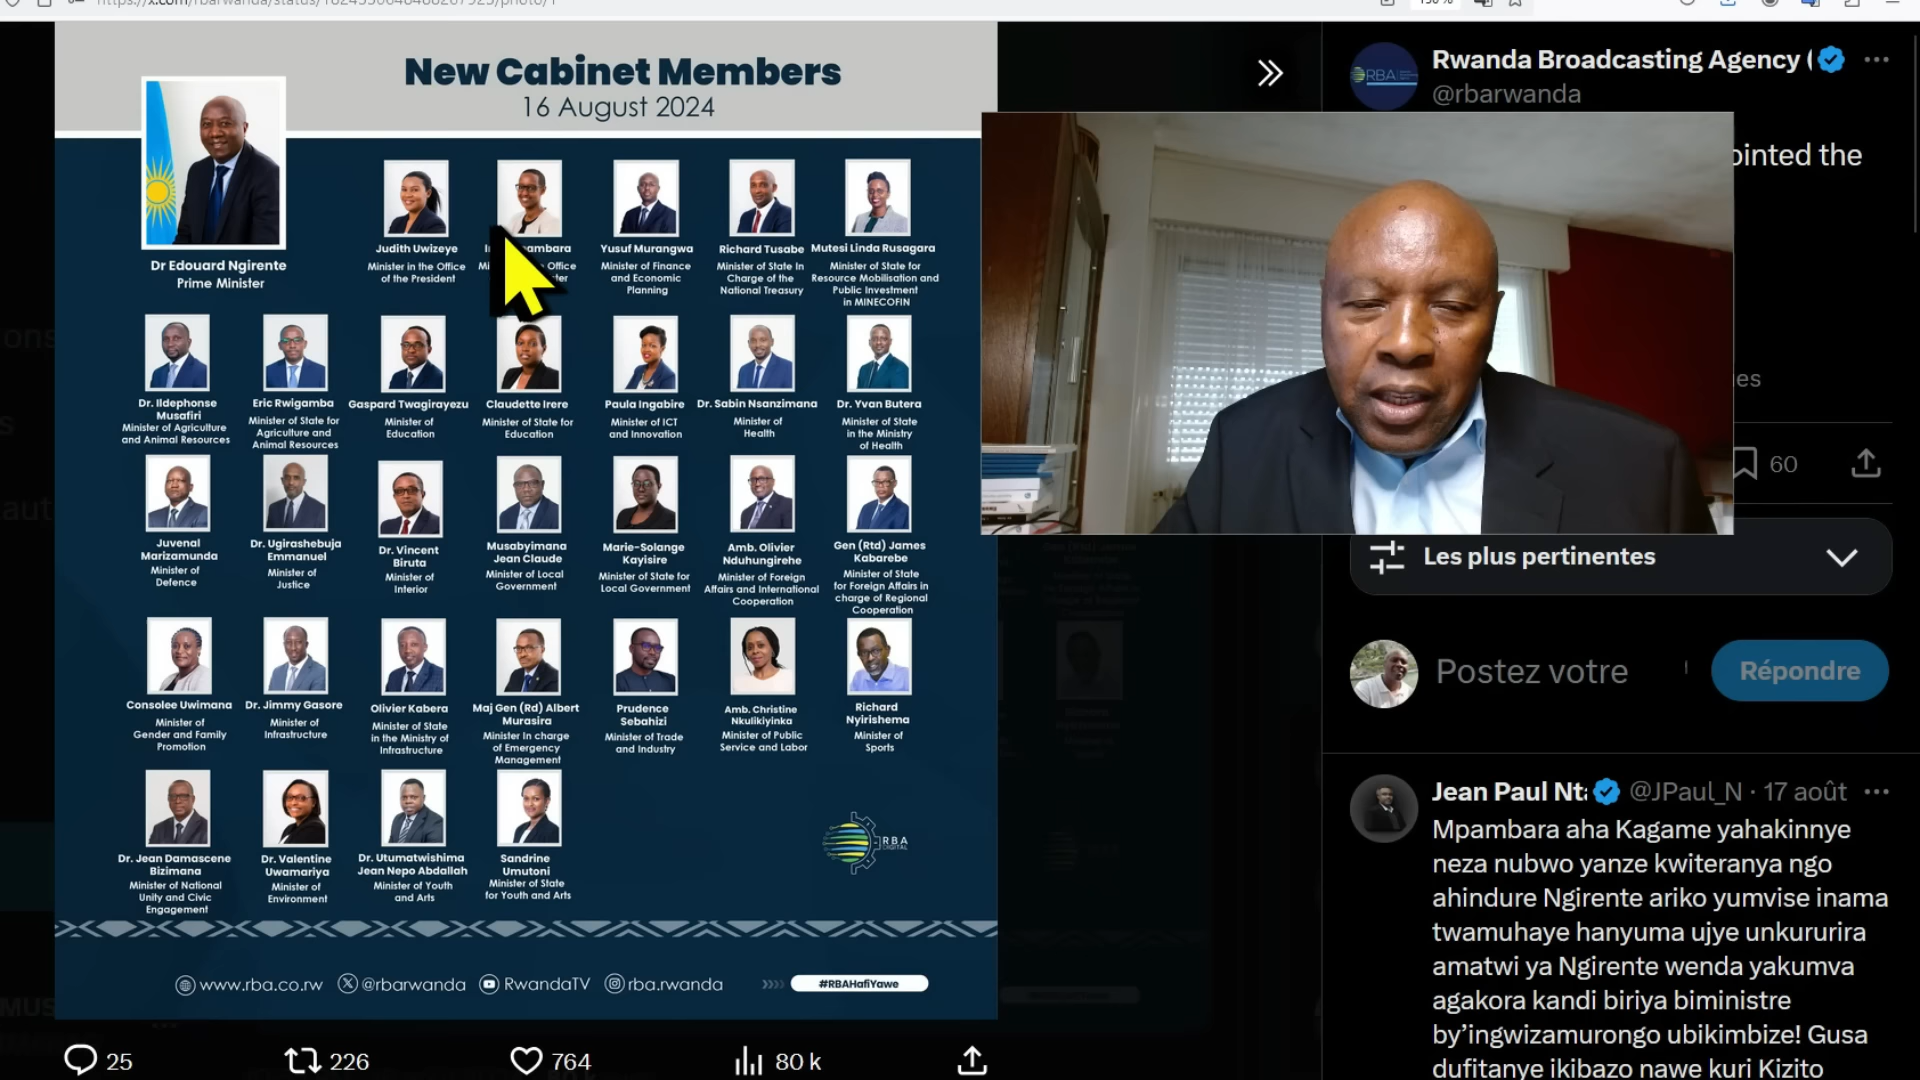 New Cabinet Members
16 August 2024
Dr Edouard Ngirente
Prime Minister
Judith Uwizeye
Minister in the Office
of the President
Yusuf Murangwa
Minister of Finance
and Economic
Planning
Richard Tusabe
Minister of State In
Charge of the
National Treasury
Mutesi Linda Rusagara
Minister of State for
Resource Mobilisation and
Public Investment
in MINECOFIN
Dr. Ildephonse
Musafiri
Minister of Agriculture
and Animal Resources
Eric Rwigamba
Minister of State for
Agriculture and
Animal Resources
Gaspard Twagirayezu
Minister of
Education
Claudette Irere
Minister of State for
Education
Paula Ingabire
Minister of ICT
and Innovation
Dr. Sabin Nsanzimana
Minister of
Health
Dr. Yvan Butera
Minister of State
in the Ministry
of Health
Juvenal
Marizamunda
Minister of
Defence
Dr. Ugirashebuja
Emmanuel
Minister of
Justice
Dr. Vincent
Biruta
Minister of
Interior
Musabyimana
Jean Claude
Minister of Local
Government
Marie-Solange
Kayisire
Minister of State for
Local Government
Amb. Olivier
Nduhungirehe
Minister of Foreign
Affairs and International
Cooperation
Gen (Rtd) James
Kabarebe
Minister of State
for Foreign Affairs in
charge of Regional
Cooperation
Consolee Uwimana
Minister of
Gender and Family
Promotion
Dr. Jimmy Gasore
Minister of
Infrastructure
Olivier Kabera
Minister of State
in the Ministry of
Infrastructure
Maj Gen (Rd) Albert
Murasira
Minister In charge
of Emergency
Management
Prudence
Sebahizi
Minister of Trade
and Industry
Amb. Christine
Nkulikiyinka
Minister of Public
Service and Labor
Richard
Nyirishema
Minister of
Sports
Dr. Jean Damascene
Bizimana
Minister of National
Unity and Civic
Engagement
Dr. Valentine
Uwamariya
Minister of
Environment
Dr. Utumatwishima
Jean Nepo Abdallah
Minister of Youth
and Arts
Sandrine
Umutoni
Minister of State
for Youth and Arts
RBA
DIGITAL
www.rba.co.rw @rbarwanda RwandaTV rba.rwanda #RBAHafiYawe
25 226 764 80 k
RBA
Rwanda Broadcasting Agency (
@rbarwanda
ointed the
60
Les plus pertinentes
Postez votre
Répondre
Jean Paul Nt @JPaul_N · 17 août
Mpambara aha Kagame yahakinnye
neza nubwo yanze kwiteranya ngo
ahindure Ngirente ariko yumvise inama
twamuhaye hanyuma ujye unkururira
amatwi ya Ngirente wenda yakumva
agakora kandi biriya biministre
by’ingwizamurongo ubikimbize! Gusa
dufitanye ikibazo nawe kuri Kizito